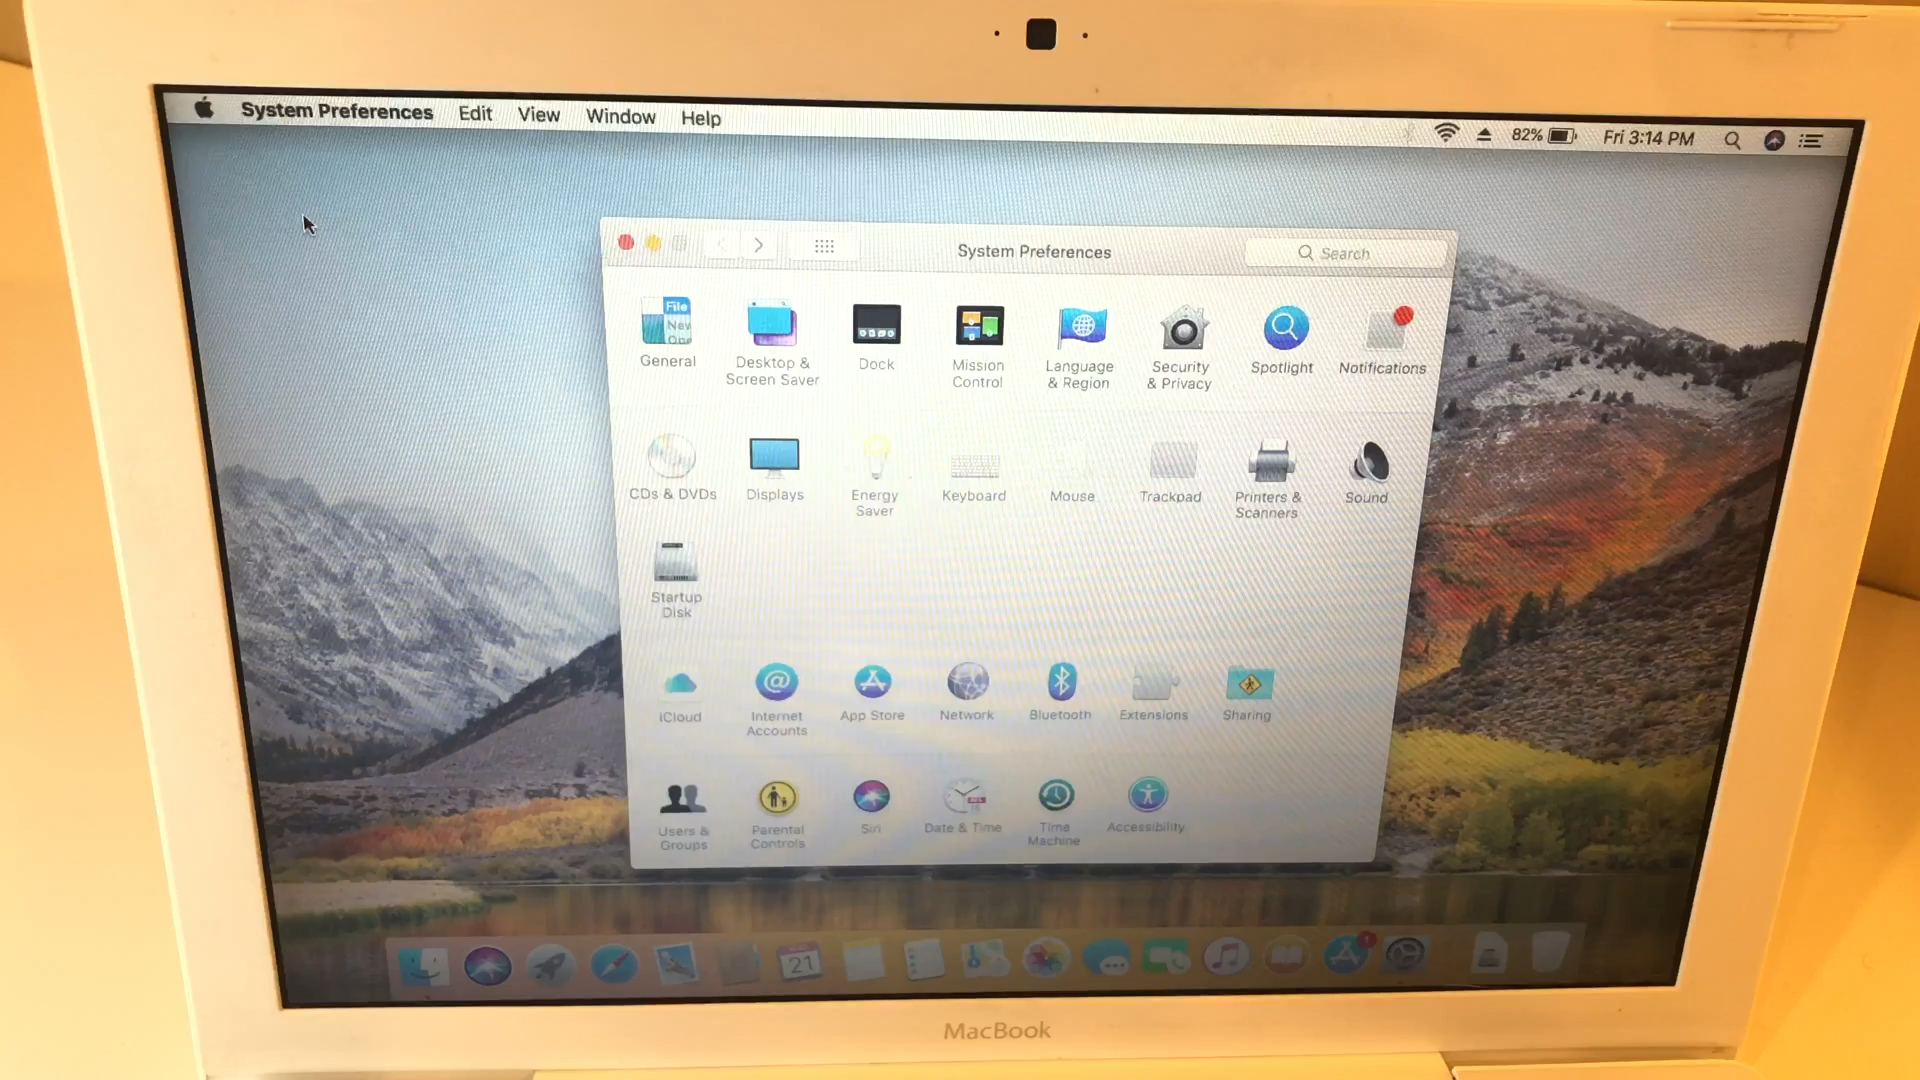 System Preferences Edit View Window Help 82% Fri 3:14 PM
System Preferences Search
File
New
General
Desktop &
Screen Saver
Dock
Mission
Control
Language
& Region
Security
& Privacy
Spotlight
Notifications
CDs & DVDs
Displays
Energy
Saver
Keyboard
Mouse
Trackpad
Printers &
Scanners
Sound
Startup
Disk
iCloud
Internet
Accounts
App Store
Network
Bluetooth
Extensions
Sharing
Users &
Groups
Parental
Controls
Siri
Date & Time
Time
Machine
Accessibility
21
MacBook